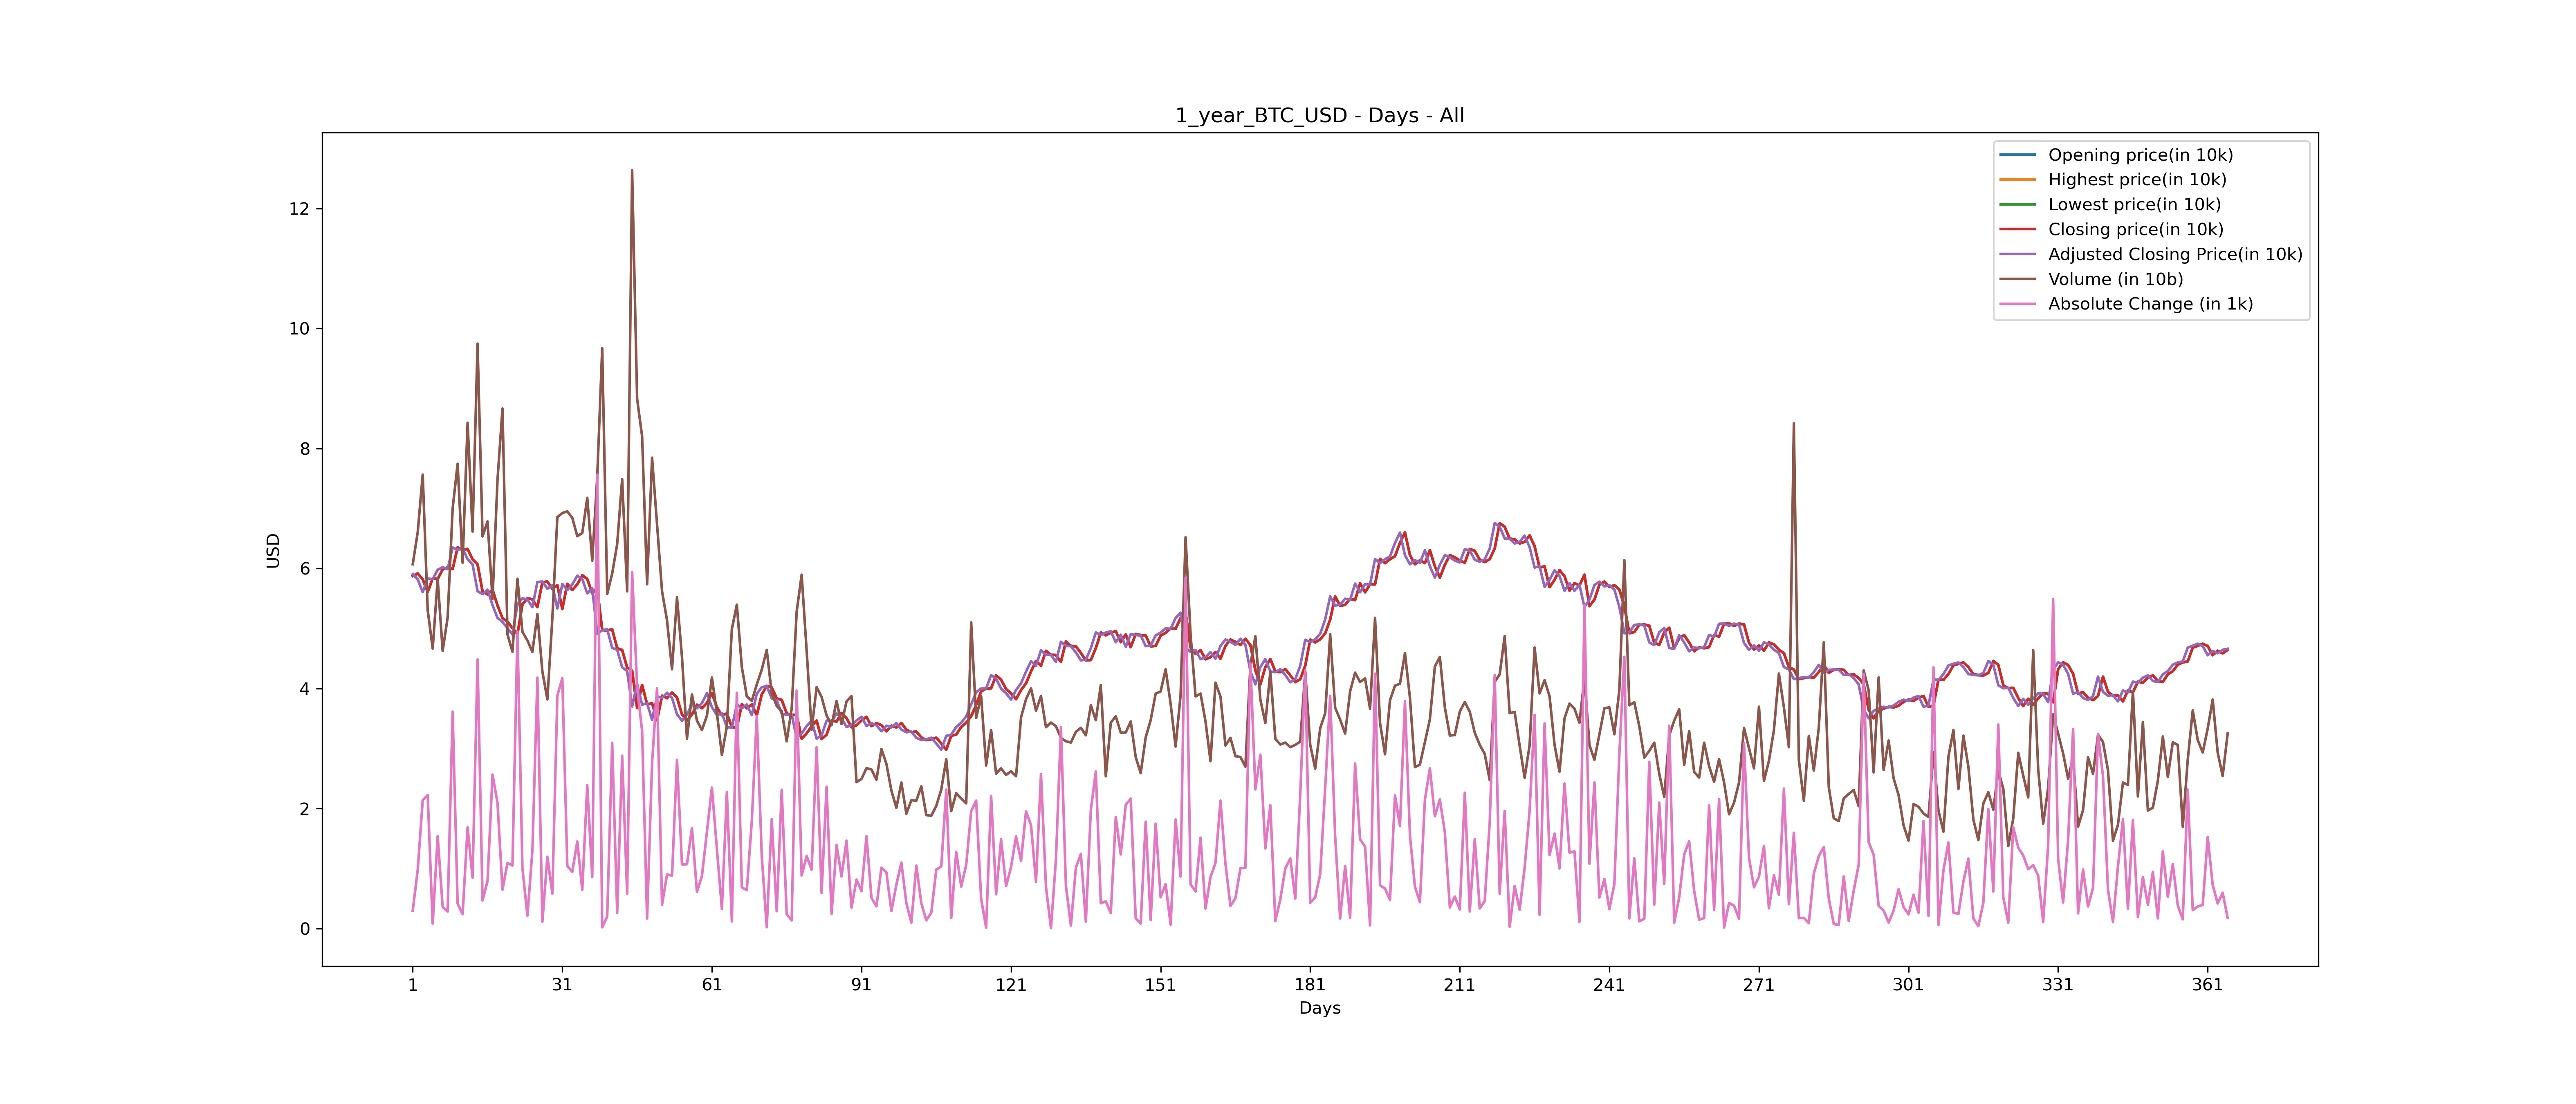 1_year_BTC_USD - Days - All
Opening price(in 10k)
Highest price(in 10k)
Lowest price(in 10k)
Closing price(in 10k)
Adjusted Closing Price(in 10k)
Volume (in 10b)
Absolute Change (in 1k)
12
10
8
6
4
2
0
USD
1 31 61 91 121 151 181 211 241 271 301 331 361
Days